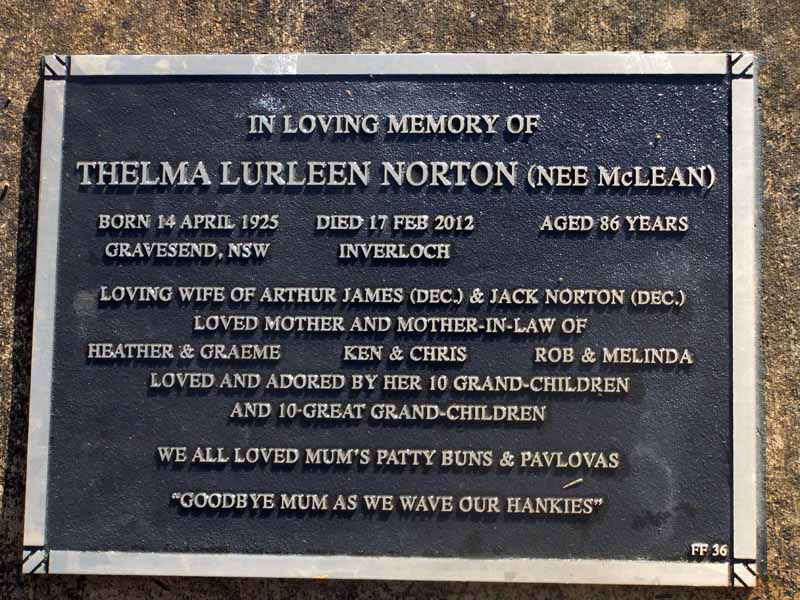 IN LOVING MEMORY OF
THELMA LURLEEN NORTON (NEE McLEAN)
BORN 14 APRIL 1925 DIED 17 FEB 2012 AGED 86 YEARS
GRAVESEND, NSW INVERLOCH
LOVING WIFE OF ARTHUR JAMES (DEC.) & JACK NORTON (DEC.)
LOVED MOTHER AND MOTHER-IN-LAW OF
HEATHER & GRAEME KEN & CHRIS ROB & MELINDA
LOVED AND ADORED BY HER 10 GRAND-CHILDREN
AND 10-GREAT GRAND-CHILDREN
WE ALL LOVED MUM'S PATTY BUNS & PAVLOVAS
"GOODBYE MUM AS WE WAVE OUR HANKIES"
FF 36